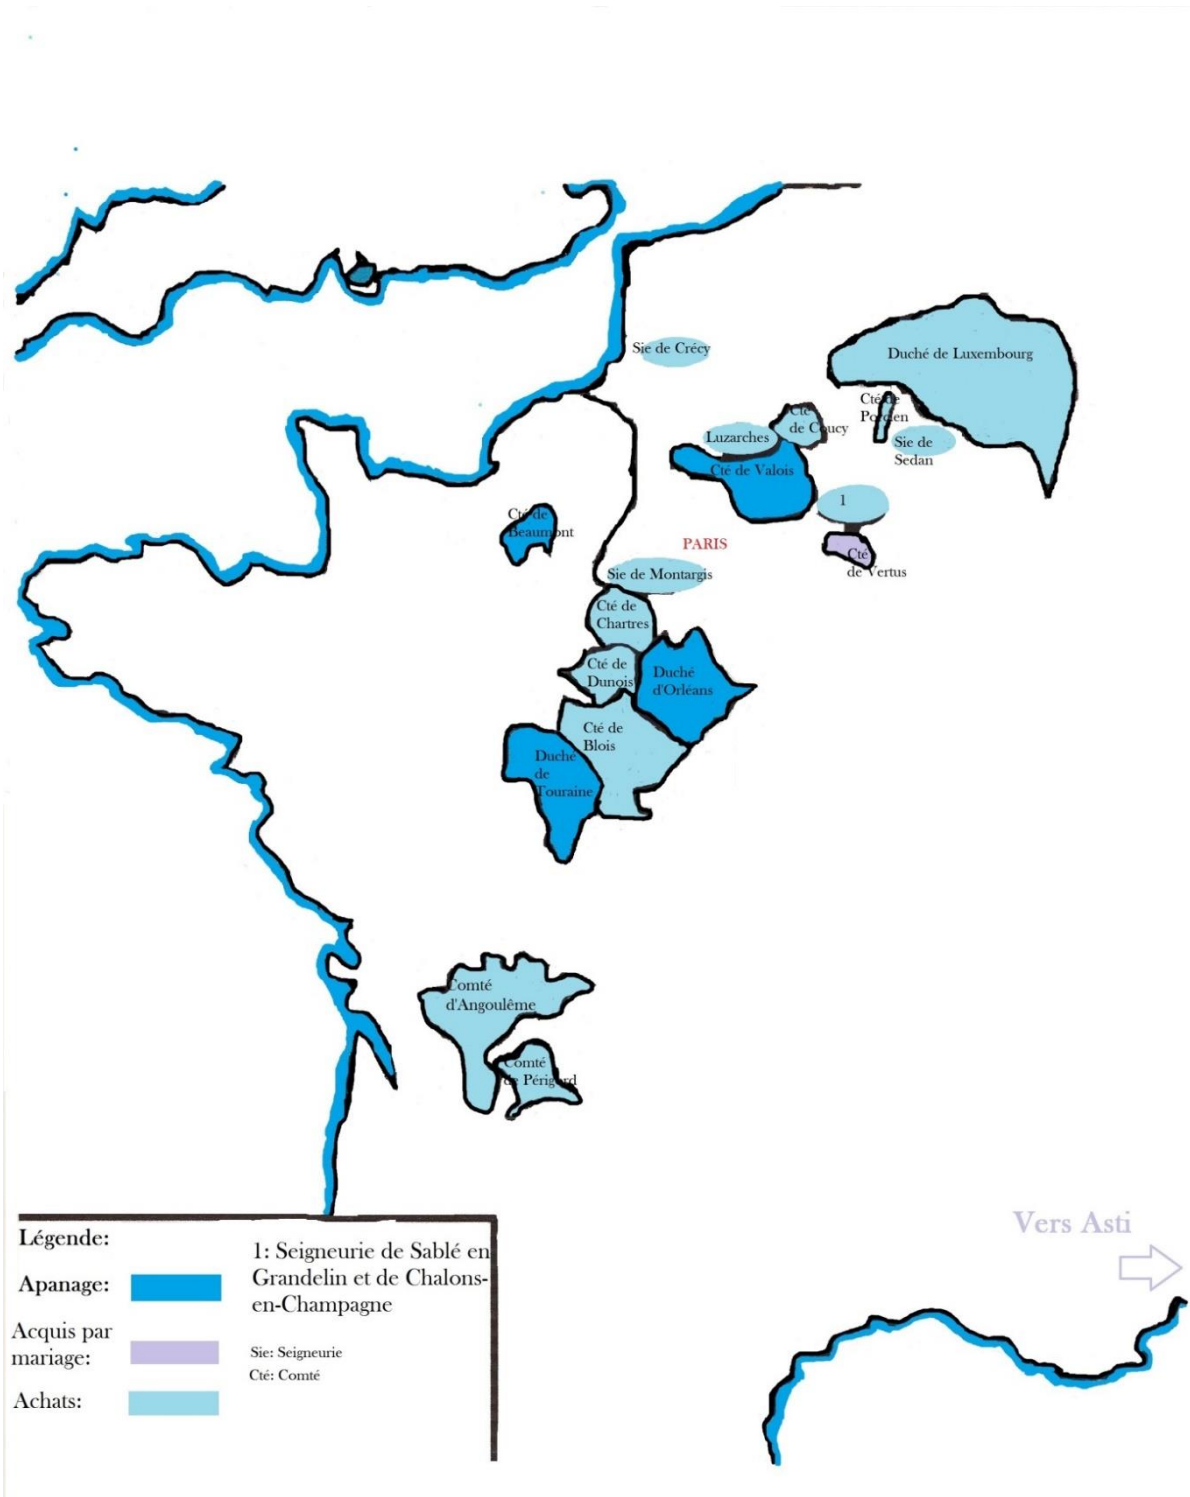 Sie de Crécy
Duché de Luxembourg
Cté de
Porcien
Cté
de Coucy
Luzarches
Sie de
Sedan
Cté de Valois
1
Cté de
Beaumont
PARIS
Cté
de Vertus
Sie de Montargis
Cté de
Chartres
Cté de
Dunois
Duché
d'Orléans
Cté de
Blois
Duché
de
Touraine
Comté
d'Angoulême
Comté
de Périgord
Vers Asti
Légende:
Apanage:
Acquis par
mariage:
Achats:
1: Seigneurie de Sablé en
Grandelin et de Chalons-
en-Champagne
Sie: Seigneurie
Cté: Comté